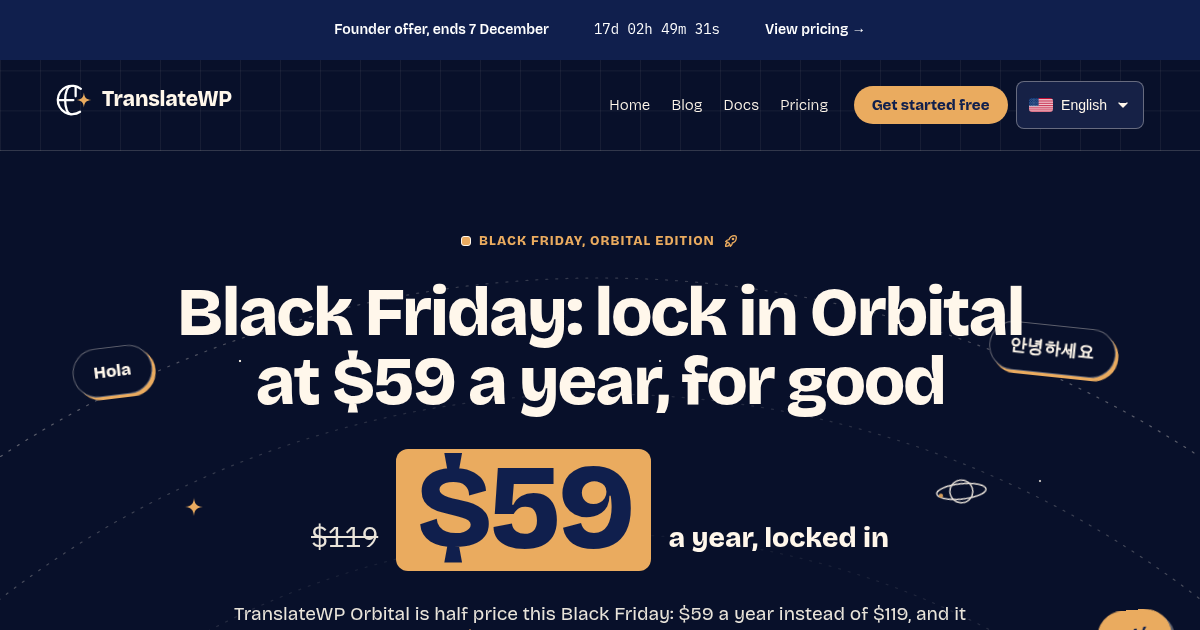 Founder offer, ends 7 December 17d 02h 49m 31s View pricing →
TranslateWP
Home Blog Docs Pricing Get started free English
BLACK FRIDAY, ORBITAL EDITION
Black Friday: lock in Orbital
at $59 a year, for good
Hola
안녕하세요
$119 $59 a year, locked in
TranslateWP Orbital is half price this Black Friday: $59 a year instead of $119, and it